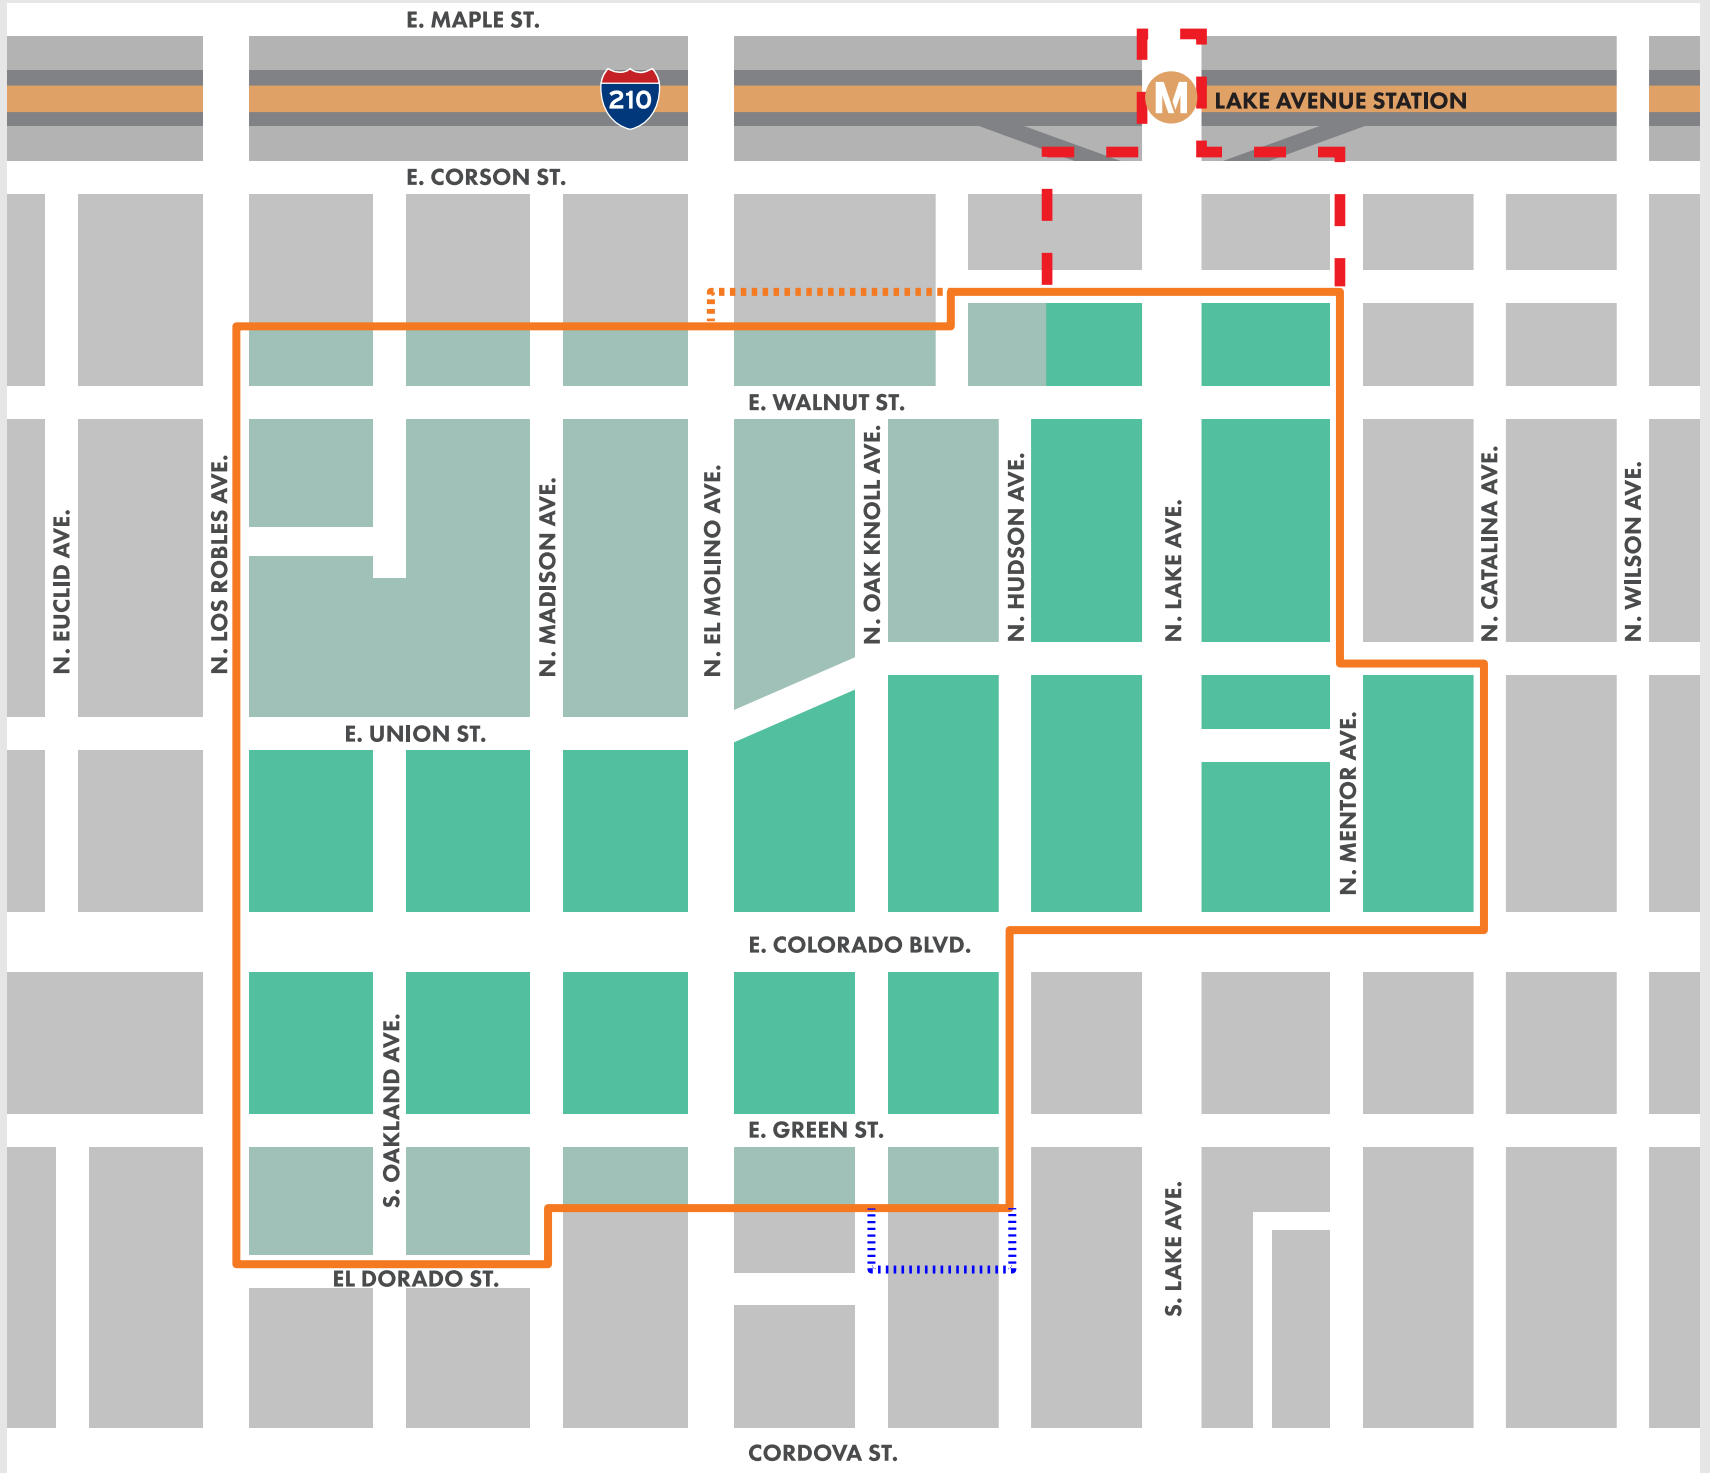 E. MAPLE ST.
210
M
LAKE AVENUE STATION
E. CORSON ST.
E. WALNUT ST.
N. EUCLID AVE.
N. LOS ROBLES AVE.
N. MADISON AVE.
N. EL MOLINO AVE.
N. OAK KNOLL AVE.
N. HUDSON AVE.
N. LAKE AVE.
N. CATALINA AVE.
N. WILSON AVE.
E. UNION ST.
N. MENTOR AVE.
E. COLORADO BLVD.
S. OAKLAND AVE.
E. GREEN ST.
S. LAKE AVE.
EL DORADO ST.
CORDOVA ST.